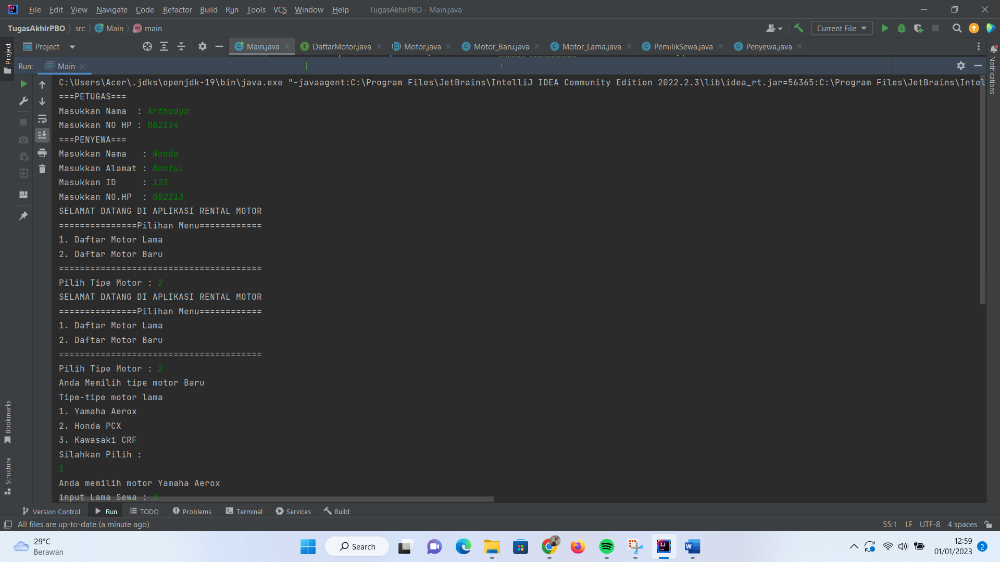 File Edit View Navigate Code Refactor Build Run Tools VCS Window Help TugasAkhirPBO - Main.java
TugasAkhirPBO src Main main Current File
Project Main.java DaftarMotor.java Motor.java Motor_Baru.java Motor_Lama.java PemilikSewa.java Penyewa.java
Project
Notifications
Run: Main
C:\Users\Acer\.jdks\openjdk-19\bin\java.exe "-javaagent:C:\Program Files\JetBrains\IntelliJ IDEA Community Edition 2022.2.3\lib\idea_rt.jar=56365:C:\Program Files\JetBrains\Intel
===PETUGAS===
Masukkan Nama  : Arthadya
Masukkan NO HP : 082134
===PENYEWA===
Masukkan Nama   : Nanda
Masukkan Alamat : Bantul
Masukkan ID     : 123
Masukkan NO.HP  : 082213
SELAMAT DATANG DI APLIKASI RENTAL MOTOR
===============Pilihan Menu============
1. Daftar Motor Lama
2. Daftar Motor Baru
=======================================
Pilih Tipe Motor : 2
SELAMAT DATANG DI APLIKASI RENTAL MOTOR
===============Pilihan Menu============
1. Daftar Motor Lama
2. Daftar Motor Baru
=======================================
Pilih Tipe Motor : 2
Anda Memilih tipe motor Baru
Tipe-tipe motor lama
1. Yamaha Aerox
2. Honda PCX
3. Kawasaki CRF
Silahkan Pilih :
1
Anda memilih motor Yamaha Aerox
input Lama Sewa : 3
Bookmarks
Structure
Version Control Run TODO Problems Terminal Services Build
All files are up-to-date (a minute ago) 55:1 LF UTF-8 4 spaces
29°C
Berawan
Search
12:59
01/01/2023
2